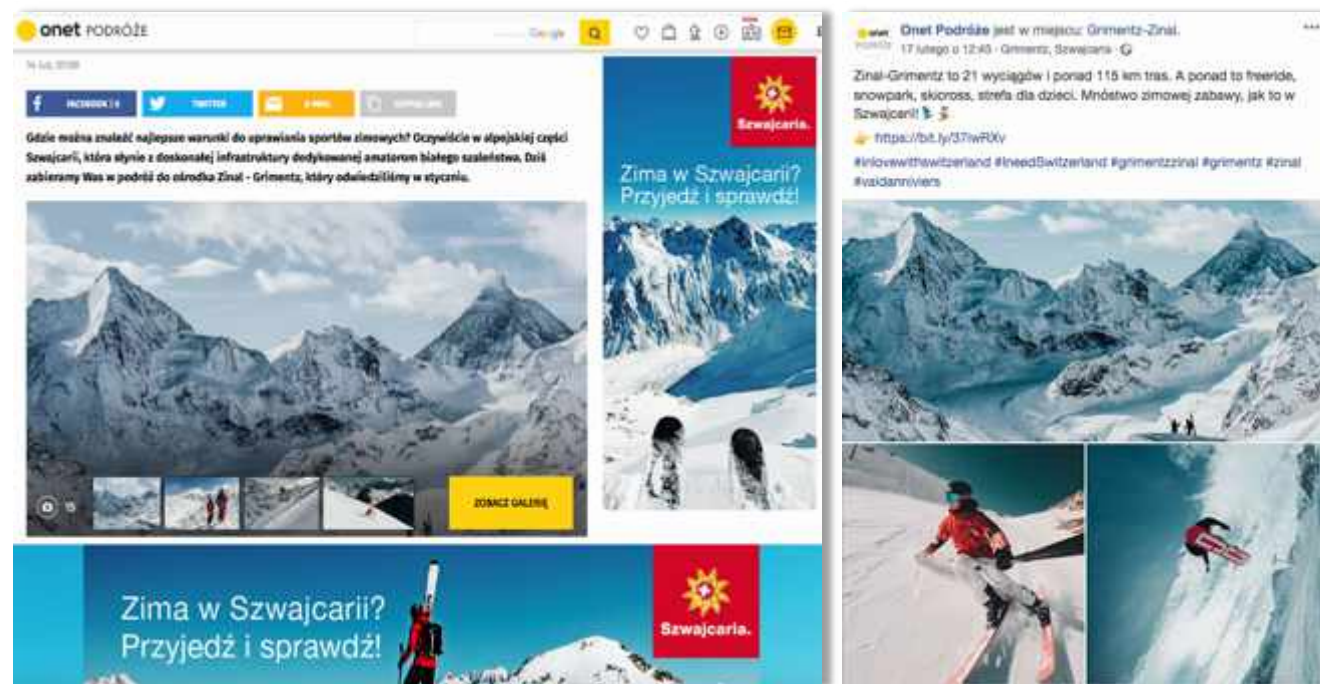 onet PODRÓŻE
Google
FACEBOOK
TWITTER
E-MAIL
Gdzie można znaleźć najlepsze warunki do uprawiania sportów zimowych? Oczywiście w alpejskiej części
Szwajcarii, która słynie z doskonałej infrastruktury dedykowanej amatorom białego szaleństwa. Dziś
zabieramy Was w podróż do ośrodka Zinal - Grimentz, który odwiedziliśmy w styczniu.
15
ZOBACZ GALERIĘ
Szwajcaria.
Zima w Szwajcarii?
Przyjedź i sprawdź!
Zima w Szwajcarii?
Przyjedź i sprawdź!
Szwajcaria.
Onet Podróże jest w miejscu: Grimentz-Zinal.
17 lutego o 12:45 · Grimentz, Szwajcaria ·
Zinal-Grimentz to 21 wyciągów i ponad 115 km tras. A ponad to freeride,
snowpark, skicross, strefa dla dzieci. Mnóstwo zimowej zabawy, jak to w
Szwajcarii!
https://bit.ly/37IwRXv
#inlovewithswitzerland #IneedSwitzerland #grimentzzinal #grimentz #zinal
#valdanniviers